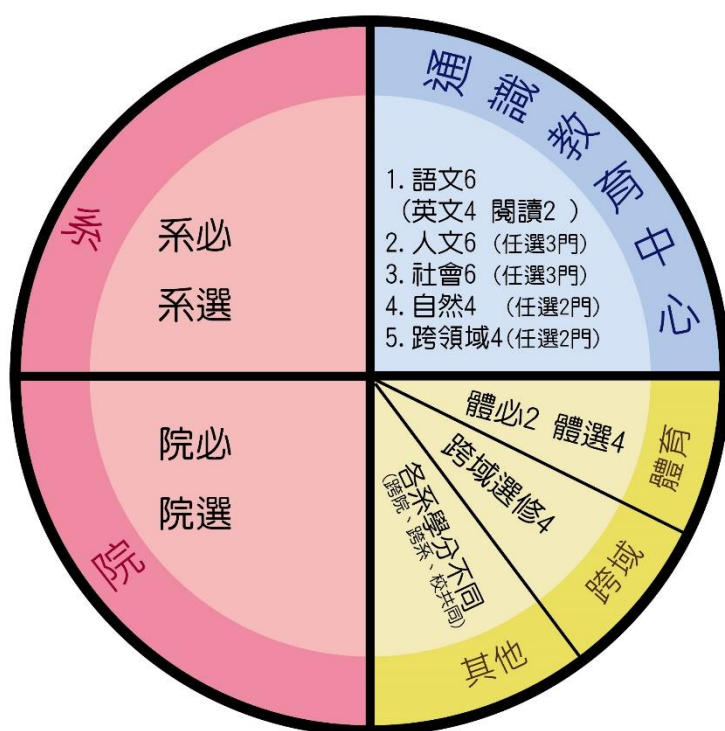 系
系必
系選
通識教育中心
1. 語文6
(英文4 閱讀2 )
2. 人文6 (任選3門)
3. 社會6 (任選3門)
4. 自然4 (任選2門)
5. 跨領域4(任選2門)
院
院必
院選
體必2 體選4
體育
跨域選修4
跨域
各系學分不同
(跨院、跨系、校共同)
其他